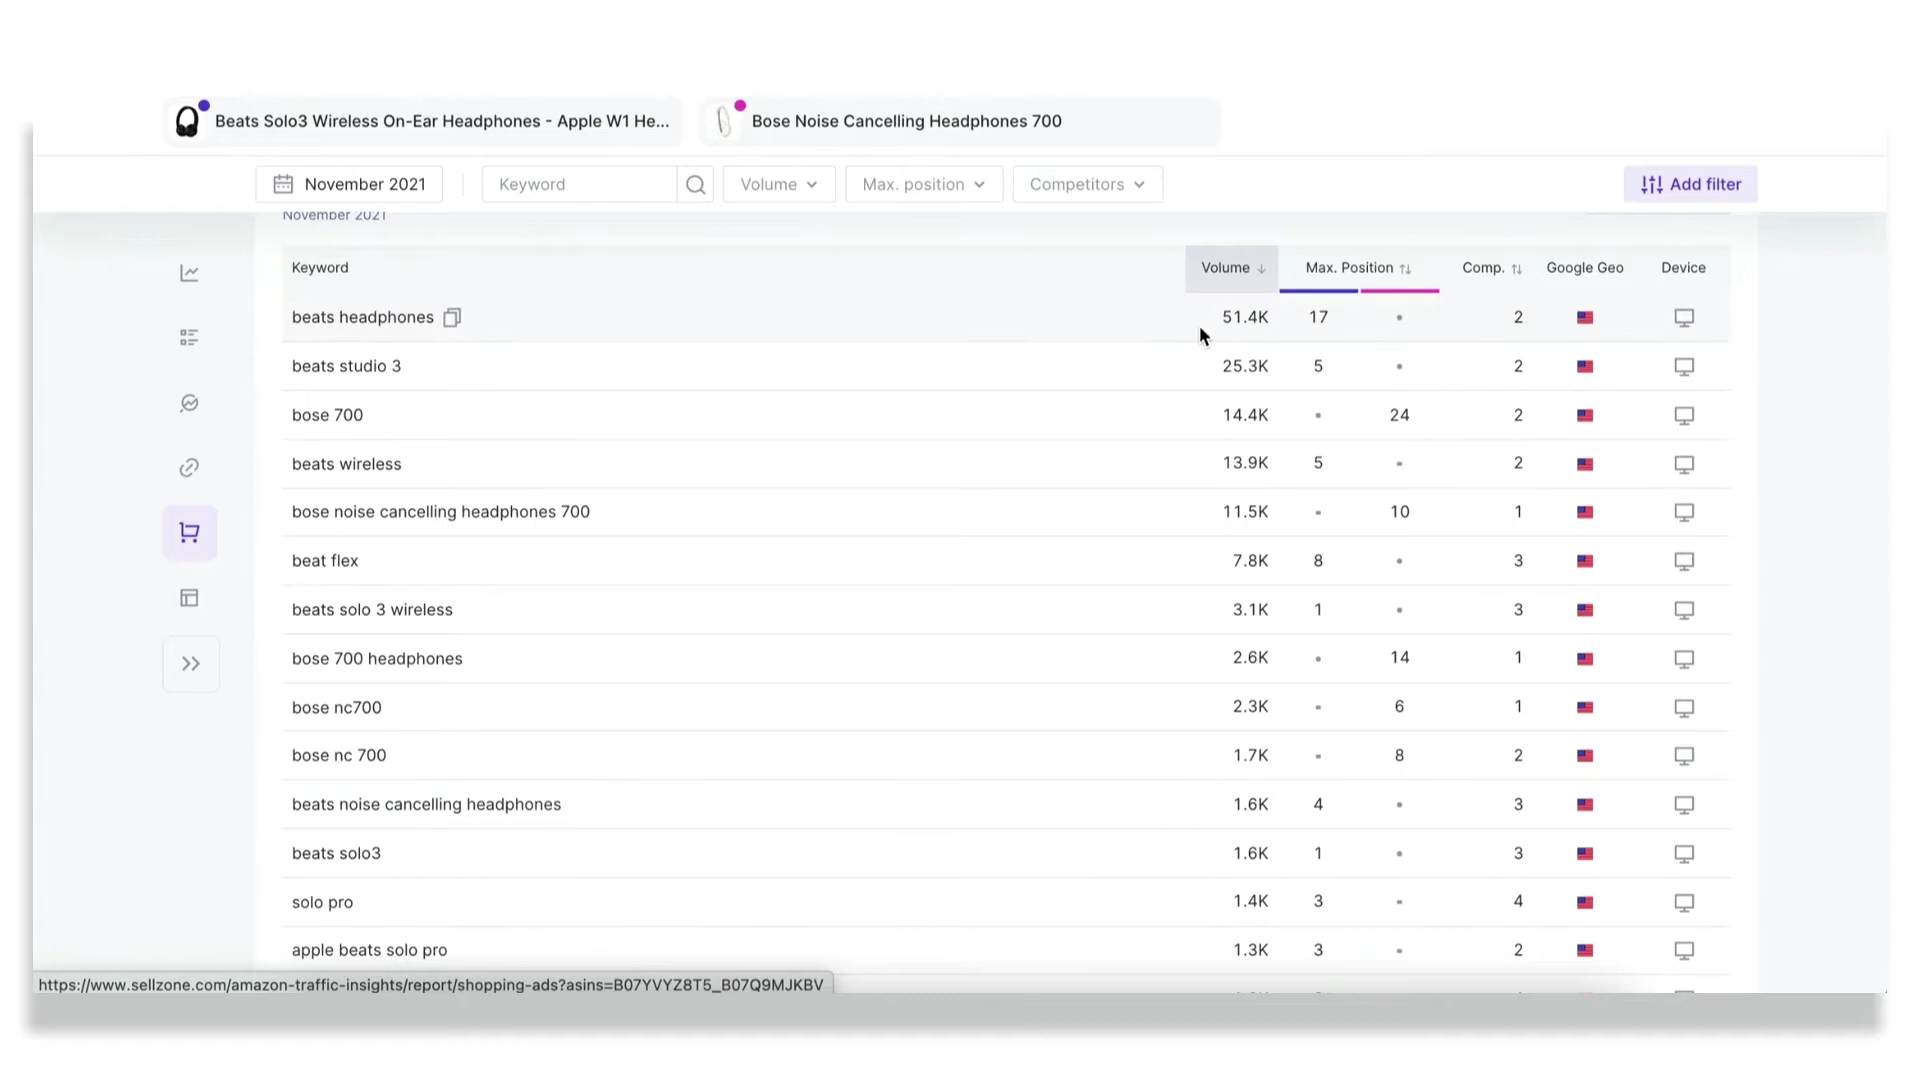 Beats Solo3 Wireless On-Ear Headphones - Apple W1 He...
Bose Noise Cancelling Headphones 700
November 2021 Keyword Volume Max. position Competitors Add filter
November 2021
Keyword Volume Max. Position Comp. Google Geo Device
beats headphones 51.4K 17 2
beats studio 3 25.3K 5 2
bose 700 14.4K 24 2
beats wireless 13.9K 5 - 2
bose noise cancelling headphones 700 11.5K - 10 1
beat flex 7.8K 8 3
beats solo 3 wireless 3.1K 1 3
bose 700 headphones 2.6K 14 1
bose nc700 2.3K - 6 1
bose nc 700 1.7K - 8 2
beats noise cancelling headphones 1.6K 4 3
beats solo3 1.6K 1 3
solo pro 1.4K 3 - 4
apple beats solo pro 1.3K 3 - 2
https://www.sellzone.com/amazon-traffic-insights/report/shopping-ads?asins=B07YVYZ8T5_B07Q9MJKBV